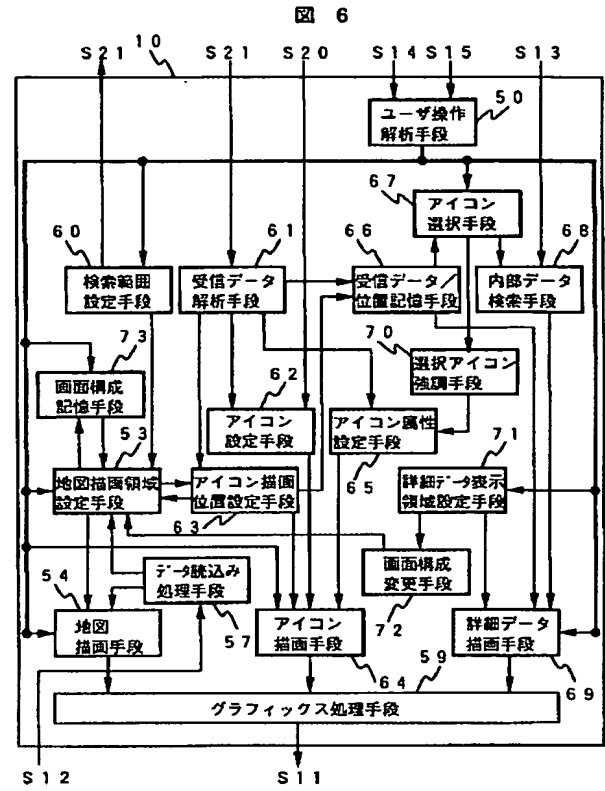 図 6
10
S21 S21 S20 S14 S15 S13
50
ユーザ操作
解析手段
67
アイコン
選択手段
60
検索範囲
設定手段
61
受信データ
解析手段
66
受信データ/
位置記憶手段
68
内部データ
検索手段
73
画面構成
記憶手段
70
選択アイコン
強調手段
62
アイコン
設定手段
アイコン属性
設定手段
65
53
地図描画領域
設定手段
アイコン描画
位置設定手段
63
71
詳細データ表示
領域設定手段
54
地図
描画手段
データ読込み
処理手段
57
画面構成
変更手段
72
アイコン
描画手段
64
詳細データ
描画手段
69
59
グラフィックス処理手段
S12 S11